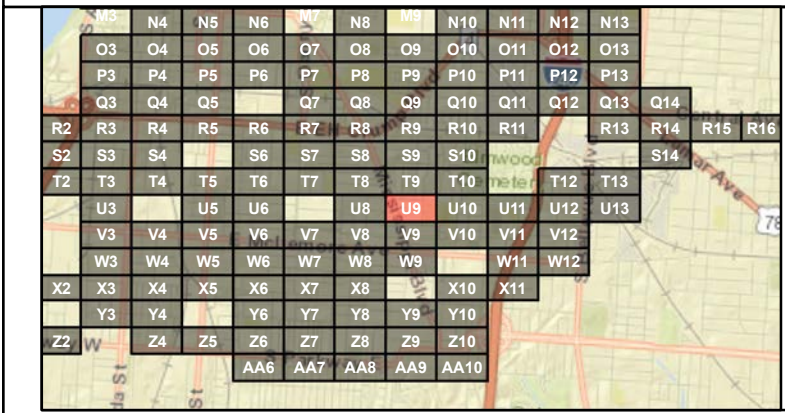 M3 N4 N5 N6 M7 N8 M9 N10 N11 N12 N13
O3 O4 O5 O6 O7 O8 O9 O10 O11 O12 O13
P3 P4 P5 P6 P7 P8 P9 P10 P11 P12 P13
Q3 Q4 Q5 Q7 Q8 Q9 Q10 Q11 Q12 Q13 Q14
R2 R3 R4 R5 R6 R7 R8 R9 R10 R11 R13 R14 R15 R16
S2 S3 S4 S6 S7 S8 S9 S10 S14
T2 T3 T4 T5 T6 T7 T8 T9 T10 T12 T13
U3 U5 U6 U8 U9 U10 U11 U12 U13
78
V3 V4 V5 V6 V7 V8 V9 V10 V11 V12
W3 W4 W5 W6 W7 W8 W9 W11 W12
X2 X3 X4 X5 X6 X7 X8 X10 X11
Y3 Y4 Y6 Y7 Y8 Y9 Y10
Z2 Z4 Z5 Z6 Z7 Z8 Z9 Z10
AA6 AA7 AA8 AA9 AA10